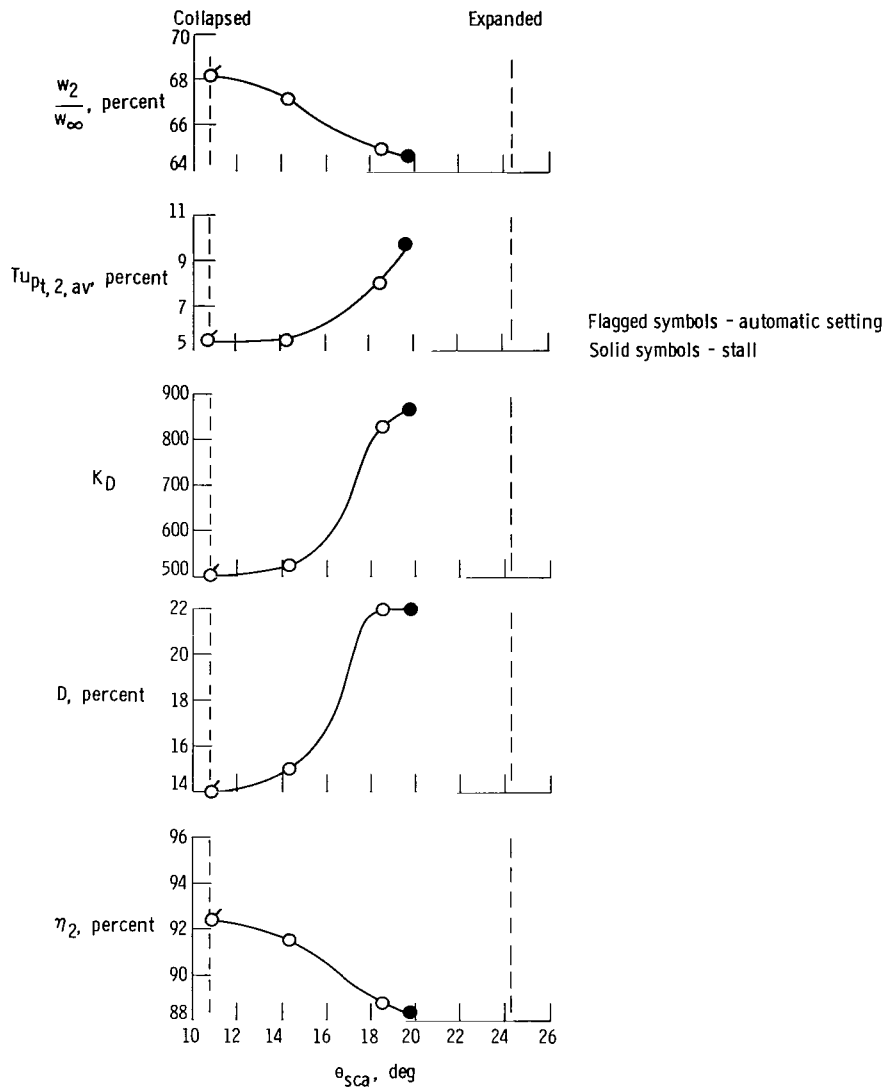 Collapsed Expanded
70
68
66
64
w2/w∞, percent
11
9
7
5
Tupt, 2, av, percent
Flagged symbols - automatic setting
Solid symbols - stall
900
800
700
600
500
KD
22
20
18
16
14
D, percent
96
94
92
90
88
η2, percent
10 12 14 16 18 20 22 24 26
θsca, deg